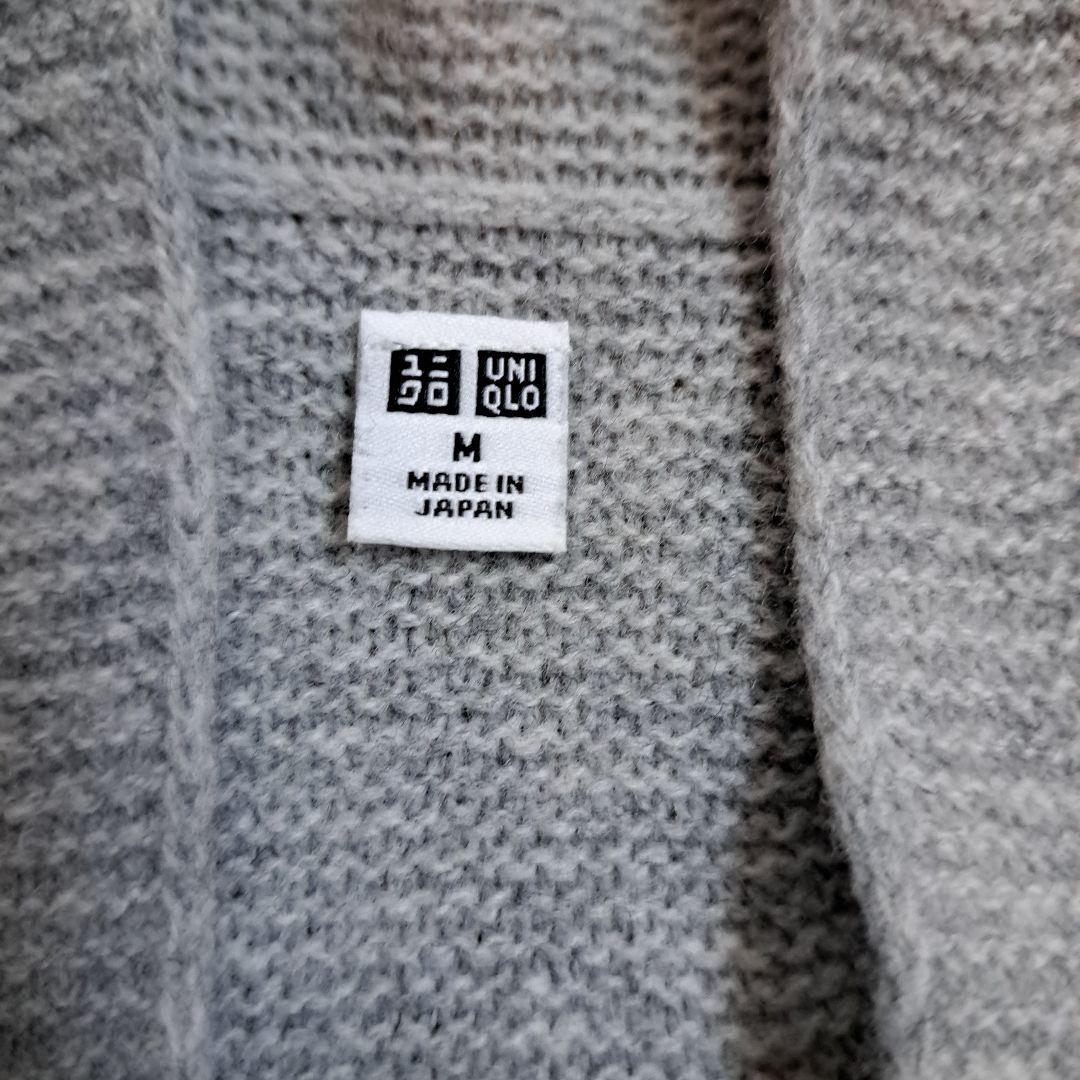 ユニ UNI
クロ QLO
M
MADE IN
JAPAN